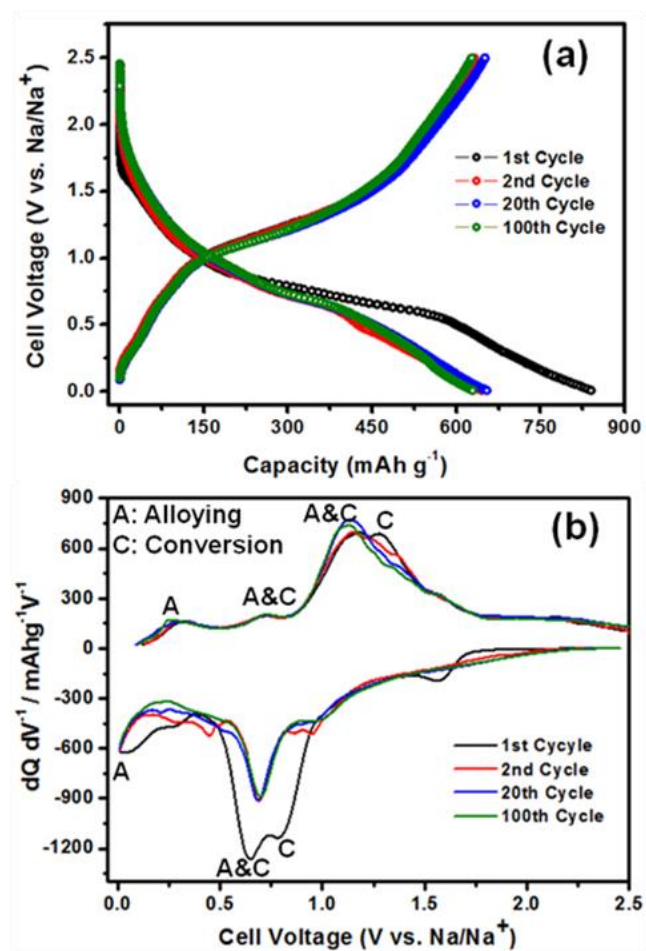 (a)
2.5
2.0
1.5
1.0
0.5
0.0
Cell Voltage (V vs. Na/Na⁺)
1st Cycle
2nd Cycle
20th Cycle
100th Cycle
0 150 300 450 600 750 900
Capacity (mAh g⁻¹)
(b)
900
600
300
0
-300
-600
-900
-1200
dQ dV⁻¹ / mAhg⁻¹V⁻¹
A: Alloying
C: Conversion
A&C
C
A
A&C
A
A&C
C
1st Cycyle
2nd Cycle
20th Cycle
100th Cycle
0.0 0.5 1.0 1.5 2.0 2.5
Cell Voltage (V vs. Na/Na⁺)